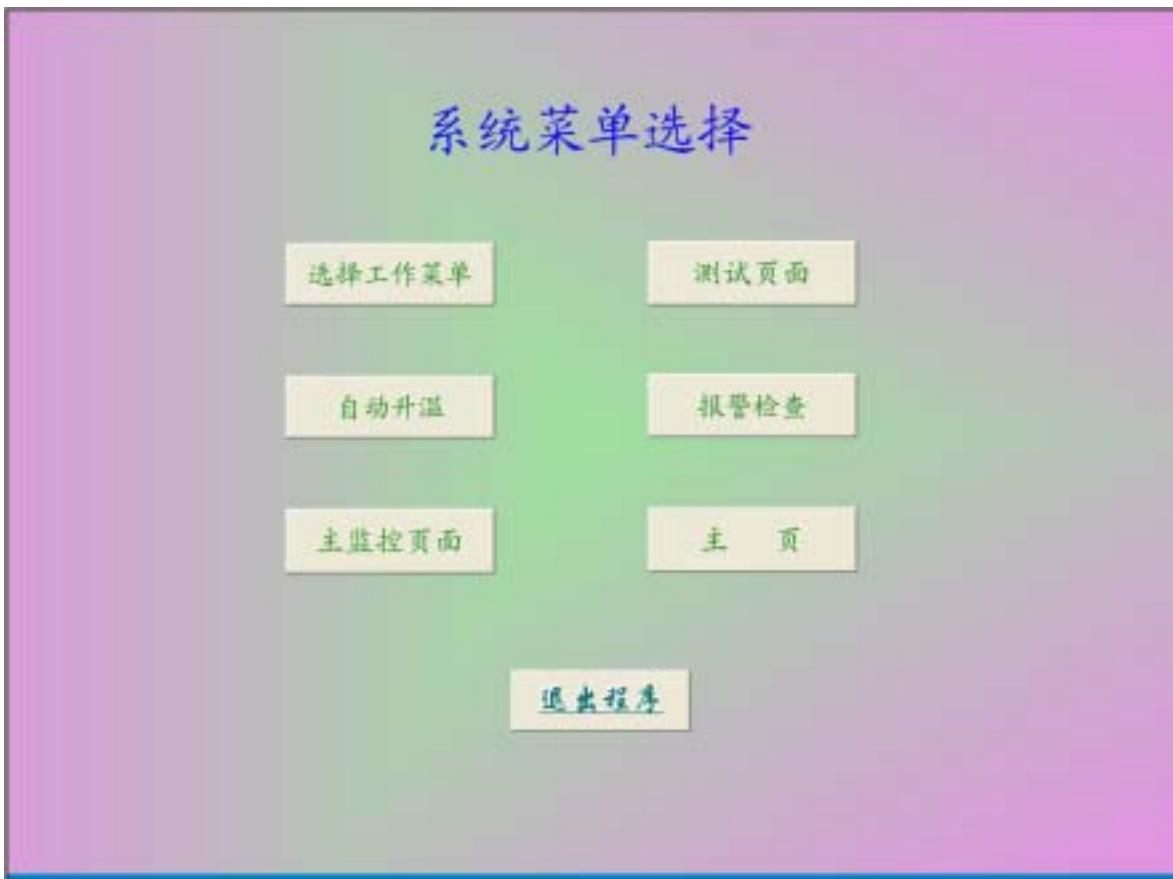 系统菜单选择
选择工作菜单 测试页面
自动升温 报警检查
主监控页面 主 页
退出程序